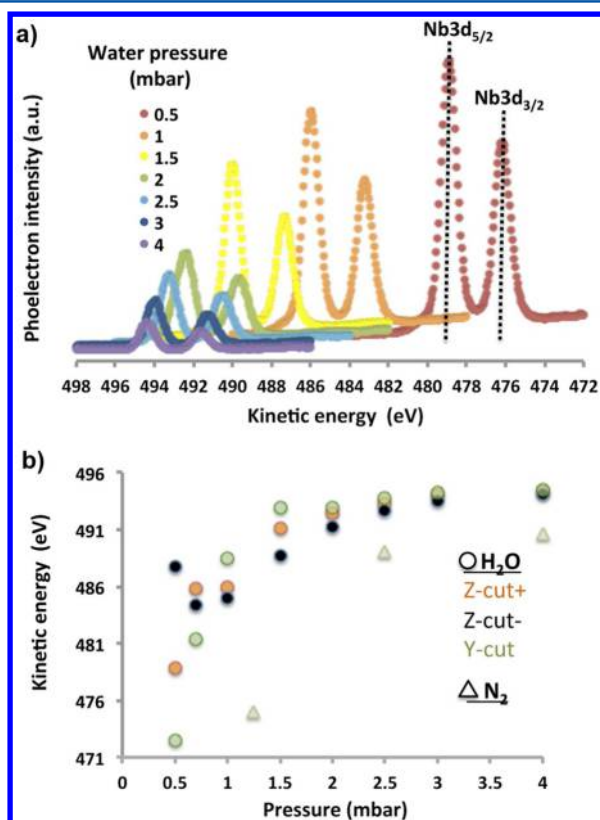 a)
Nb3d5/2
Water pressure
(mbar)
Nb3d3/2
0.5
1
1.5
2
2.5
3
4
Phoelectron intensity (a.u.)
498 496 494 492 490 488 486 484 482 480 478 476 474 472
Kinetic energy (eV)
b)
496
491
486
481
476
471
Kinetic energy (eV)
H2O
Z-cut+
Z-cut-
Y-cut
N2
0 0.5 1 1.5 2 2.5 3 3.5 4
Pressure (mbar)